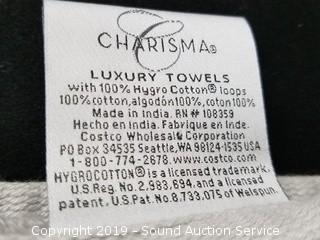 C
CHARISMA®
LUXURY TOWELS
with 100% Hygro Cotton® loops
100%cotton,algodón100%,coton100%
Made in India. RN# 108359
Hecho en India. Fabrique en Inde.
Costco Wholesale Corporation
PO Box 34535 Seattle,WA 98124-1535 USA
1-800-774-2678 www.costco.com
HYGROCOTTON® is a licensed trademark.
U.S.Reg.No.2,983,694, and a licensed
patent. U.S.Pat.No.8,733,075 of Welspun.
Copyright 2019 - Sound Auction Service